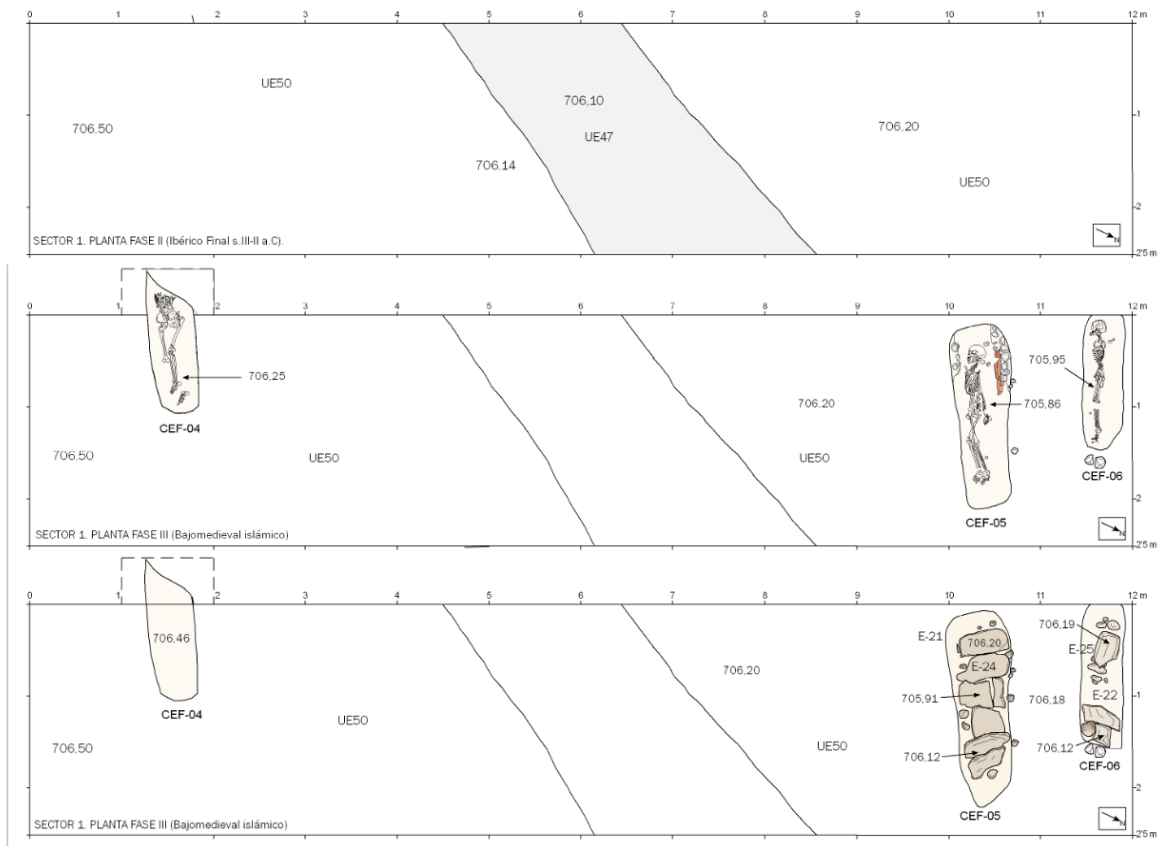 0 1 2 3 4 5 6 7 8 9 10 11 12 m
UE50
706,10
706,50
706,20
UE47
-1
706,14
UE50
-2
SECTOR 1. PLANTA FASE II (Ibérico Final s.III-II a.C).
N
2'5 m
0 1 2 3 4 5 6 7 8 9 10 11 12 m
705,95
706,25
706,20
705,86
-1
CEF-04
706,50
UE50
UE50
CEF-06
-2
CEF-05
SECTOR 1. PLANTA FASE III (Bajomedieval islámico)
N
2'5 m
0 1 2 3 4 5 6 7 8 9 10 11 12 m
706,46
E-21
706,20
706,19
E-25
706,20
E-24
705,91
706,18
E-22
-1
CEF-04
UE50
706,50
UE50
706,12
706,12
CEF-06
-2
CEF-05
SECTOR 1. PLANTA FASE III (Bajomedieval islámico)
N
2'5 m